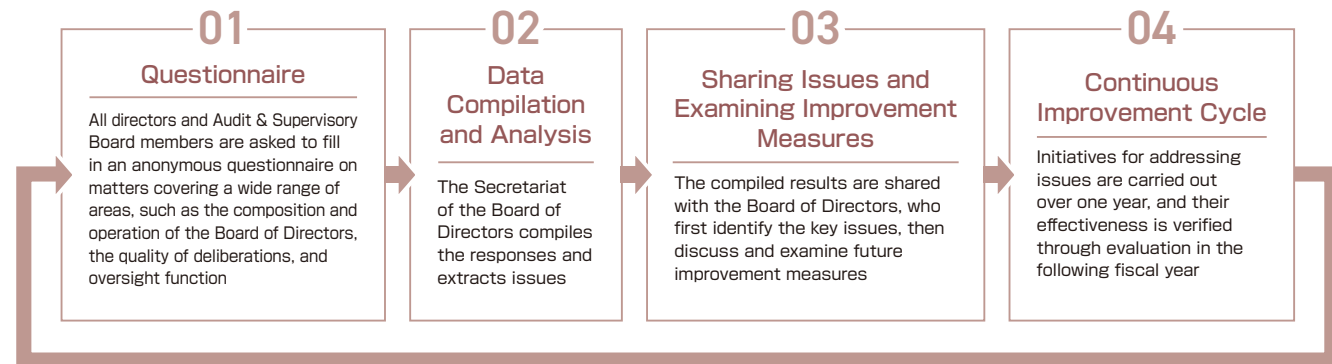 01
Questionnaire
All directors and Audit & Supervisory
Board members are asked to fill
in an anonymous questionnaire on
matters covering a wide range of
areas, such as the composition and
operation of the Board of Directors,
the quality of deliberations, and
oversight function
02
Data
Compilation
and Analysis
The Secretariat
of the Board of
Directors compiles
the responses and
extracts issues
03
Sharing Issues and
Examining Improvement
Measures
The compiled results are shared
with the Board of Directors, who
first identify the key issues, then
discuss and examine future
improvement measures
04
Continuous
Improvement Cycle
Initiatives for addressing
issues are carried out
over one year, and their
effectiveness is verified
through evaluation in the
following fiscal year